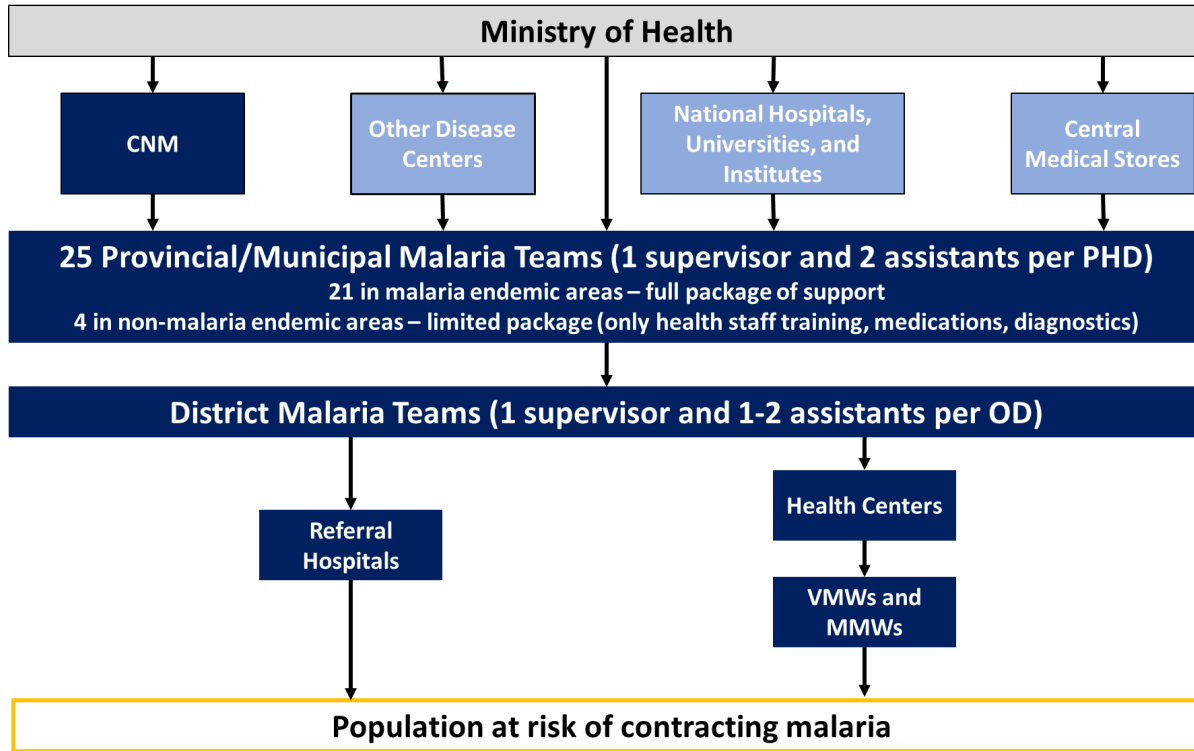 Ministry of Health
CNM
Other Disease
Centers
National Hospitals,
Universities, and
Institutes
Central
Medical Stores
25 Provincial/Municipal Malaria Teams (1 supervisor and 2 assistants per PHD)
21 in malaria endemic areas – full package of support
4 in non-malaria endemic areas – limited package (only health staff training, medications, diagnostics)
District Malaria Teams (1 supervisor and 1-2 assistants per OD)
Referral
Hospitals
Health Centers
VMWs and
MMWs
Population at risk of contracting malaria